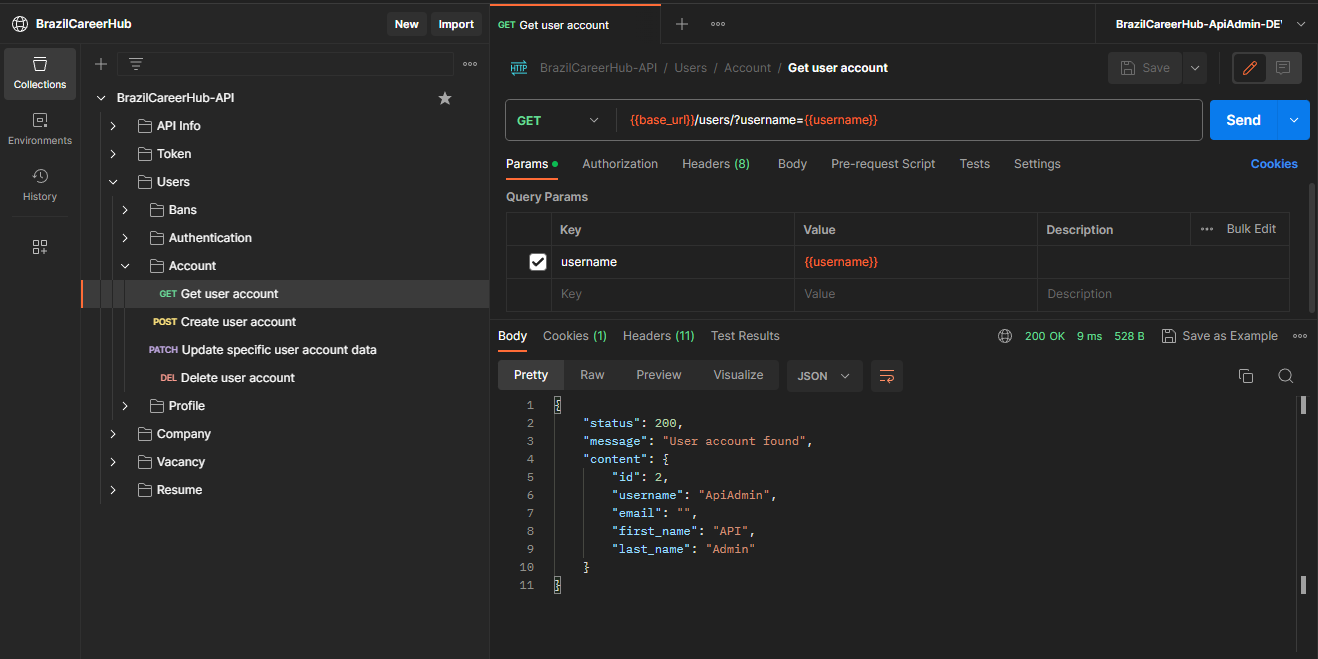 BrazilCareerHub
New
Import
GET Get user account
BrazilCareerHub-ApiAdmin-DE
Collections
Environments
History
BrazilCareerHub-API
API Info
Token
Users
Bans
Authentication
Account
GET Get user account
POST Create user account
PATCH Update specific user account data
DEL Delete user account
Profile
Company
Vacancy
Resume
HTTP BrazilCareerHub-API / Users / Account / Get user account
Save
GET {{base_url}}/users/?username={{username}}
Send
Params Authorization Headers (8) Body Pre-request Script Tests Settings Cookies
Query Params
Key Value Description Bulk Edit
username {{username}}
Key Value Description
Body Cookies (1) Headers (11) Test Results 200 OK 9 ms 528 B Save as Example
Pretty Raw Preview Visualize JSON
1 {
2 "status": 200,
3 "message": "User account found",
4 "content": {
5 "id": 2,
6 "username": "ApiAdmin",
7 "email": "",
8 "first_name": "API",
9 "last_name": "Admin"
10 }
11 }